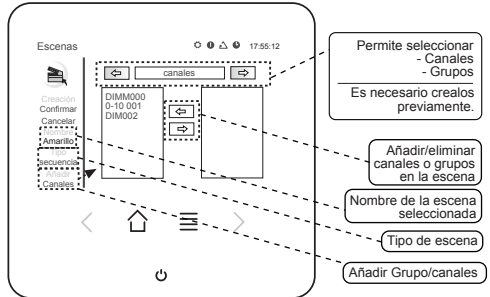 Escenas
17:55:12
canales
Creación
Confirmar
Cancelar
Nombre
Amarillo
Tipo
secuencia
Añadir
Canales
DIMM000
0-10 001
DIM002
Permite seleccionar
- Canales
- Grupos
Es necesario crealos
previamente.
Añadir/eliminar
canales o grupos
en la escena
Nombre de la escena
seleccionada
Tipo de escena
Añadir Grupo/canales